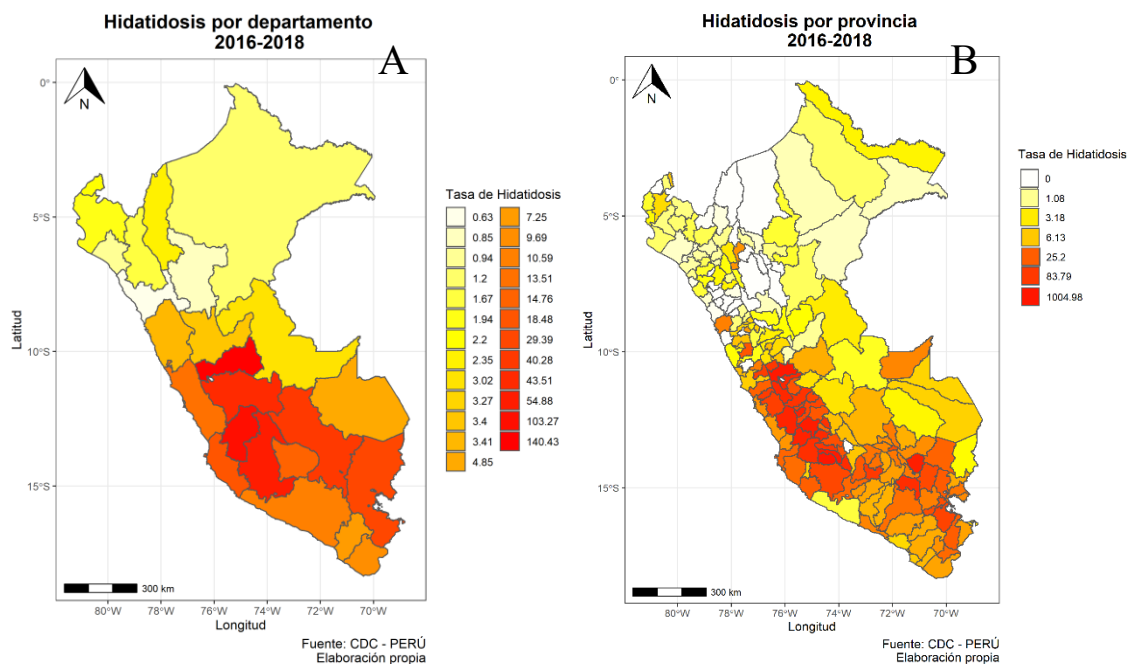 Hidatidosis por departamento
2016-2018
A
N
0°
5°S
10°S
15°S
Latitud
80°W
78°W
76°W
74°W
72°W
70°W
Longitud
300 km
Tasa de Hidatidosis
0.63
0.85
0.94
1.2
1.67
1.94
2.2
2.35
3.02
3.27
3.4
3.41
4.85
7.25
9.69
10.59
13.51
14.76
18.48
29.39
40.28
43.51
54.88
103.27
140.43
Fuente: CDC - PERÚ
Elaboración propia
Hidatidosis por provincia
2016-2018
B
N
0°
5°S
10°S
15°S
Latitud
80°W
78°W
76°W
74°W
72°W
70°W
Longitud
300 km
Tasa de Hidatidosis
0
1.08
3.18
6.13
25.2
83.79
1004.98
Fuente: CDC - PERÚ
Elaboración propia